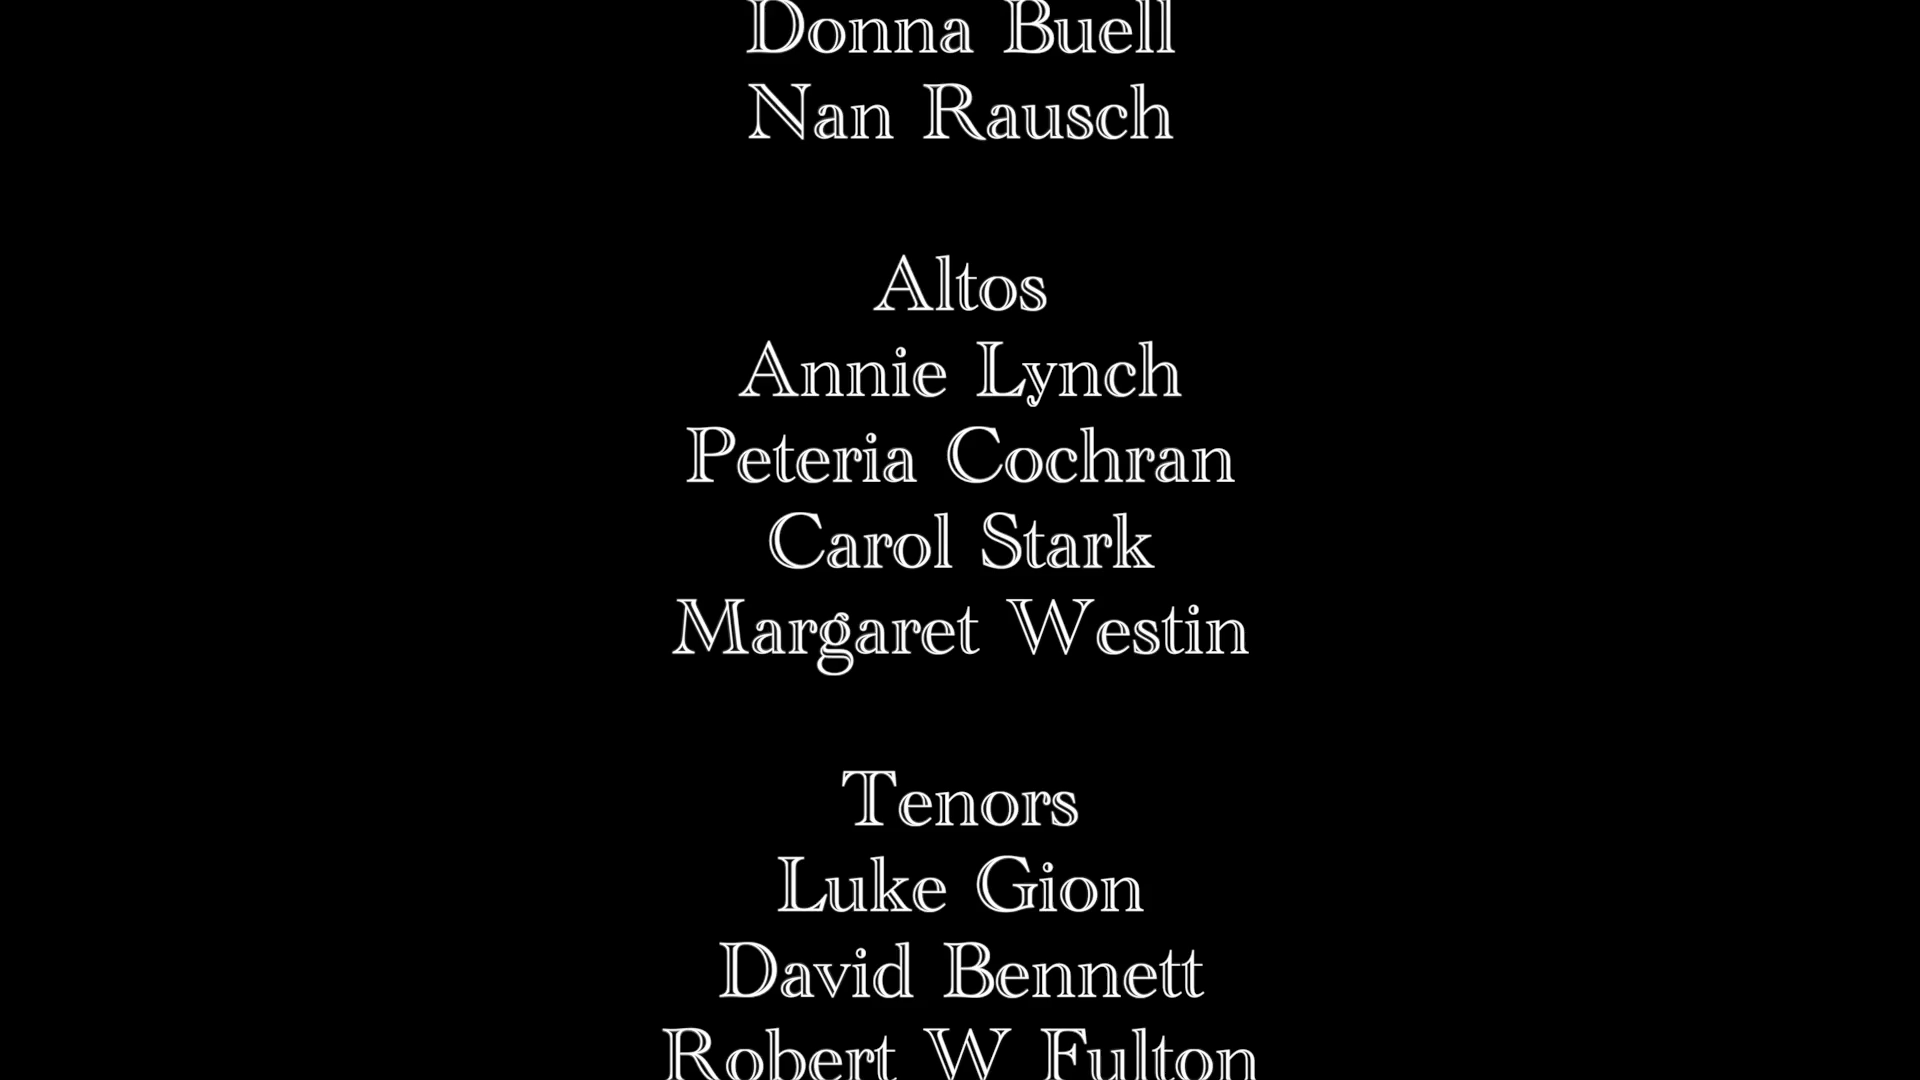 Donna Buell
Nan Rausch
Altos
Annie Lynch
Peteria Cochran
Carol Stark
Margaret Westin
Tenors
Luke Gion
David Bennett
Robert W Fulton